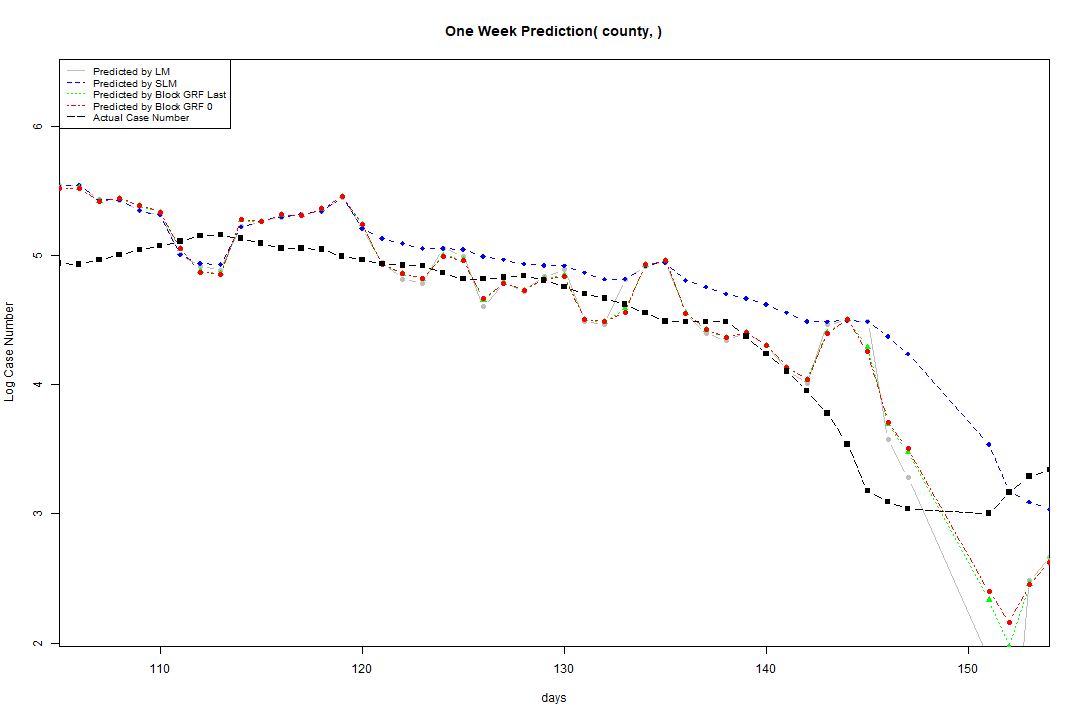 One Week Prediction( county, )
Predicted by LM
Predicted by SLM
Predicted by Block GRF Last
Predicted by Block GRF 0
Actual Case Number
Log Case Number
6
5
4
3
2
110 120 130 140 150
days